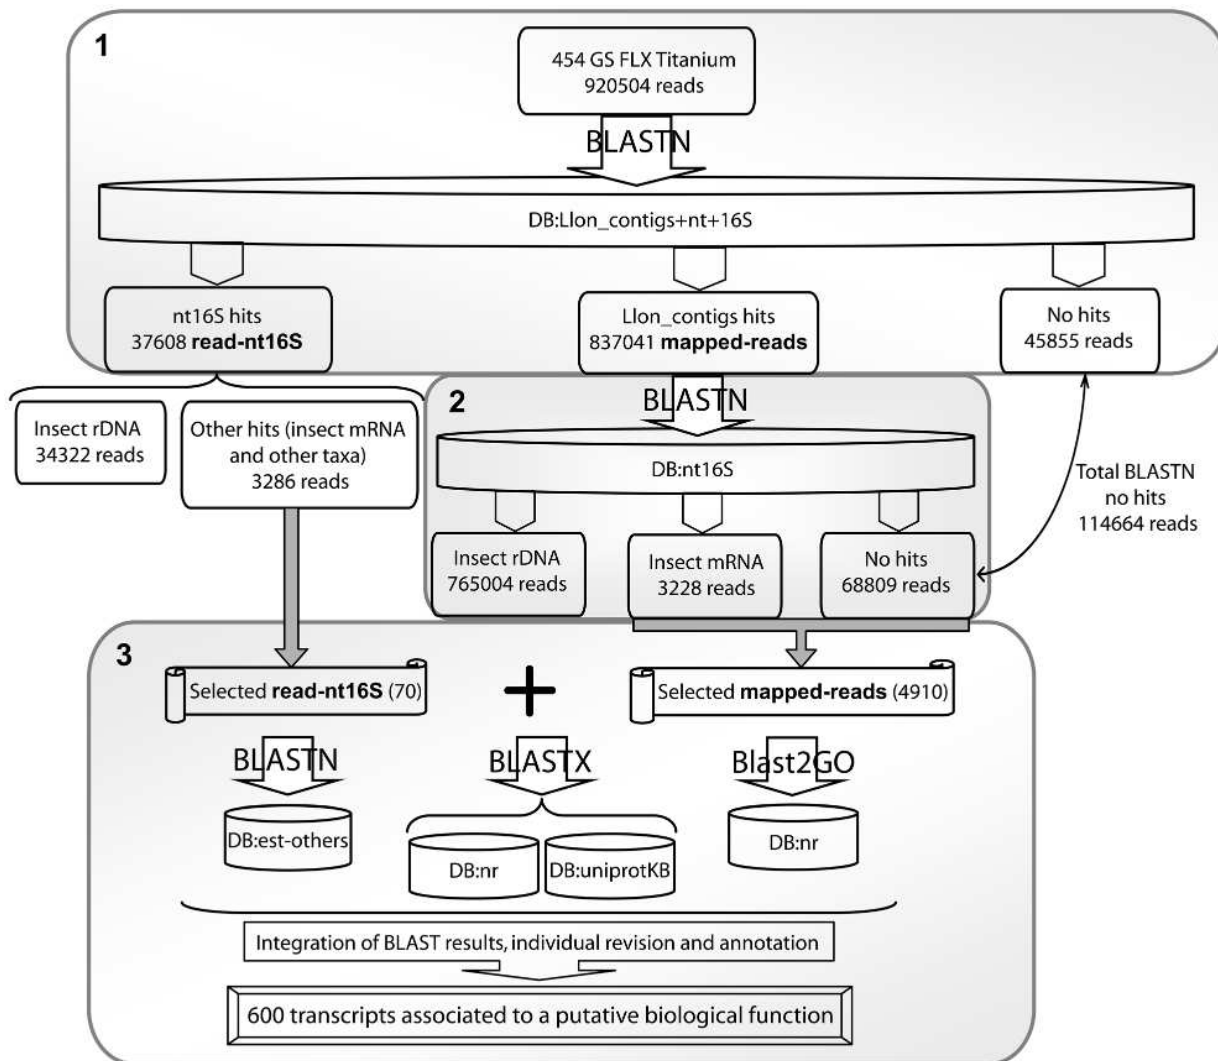 1
454 GS FLX Titanium
920504 reads
BLASTN
DB:Llon_contigs+nt+16S
nt16S hits
37608 read-nt16S
Llon_contigs hits
837041 mapped-reads
No hits
45855 reads
Insect rDNA
34322 reads
Other hits (insect mRNA
and other taxa)
3286 reads
2
BLASTN
DB:nt16S
Insect rDNA
765004 reads
Insect mRNA
3228 reads
No hits
68809 reads
Total BLASTN
no hits
114664 reads
3
Selected read-nt16S (70)
+
Selected mapped-reads (4910)
BLASTN
BLASTX
Blast2GO
DB:est-others
DB:nr
DB:uniprotKB
DB:nr
Integration of BLAST results, individual revision and annotation
600 transcripts associated to a putative biological function